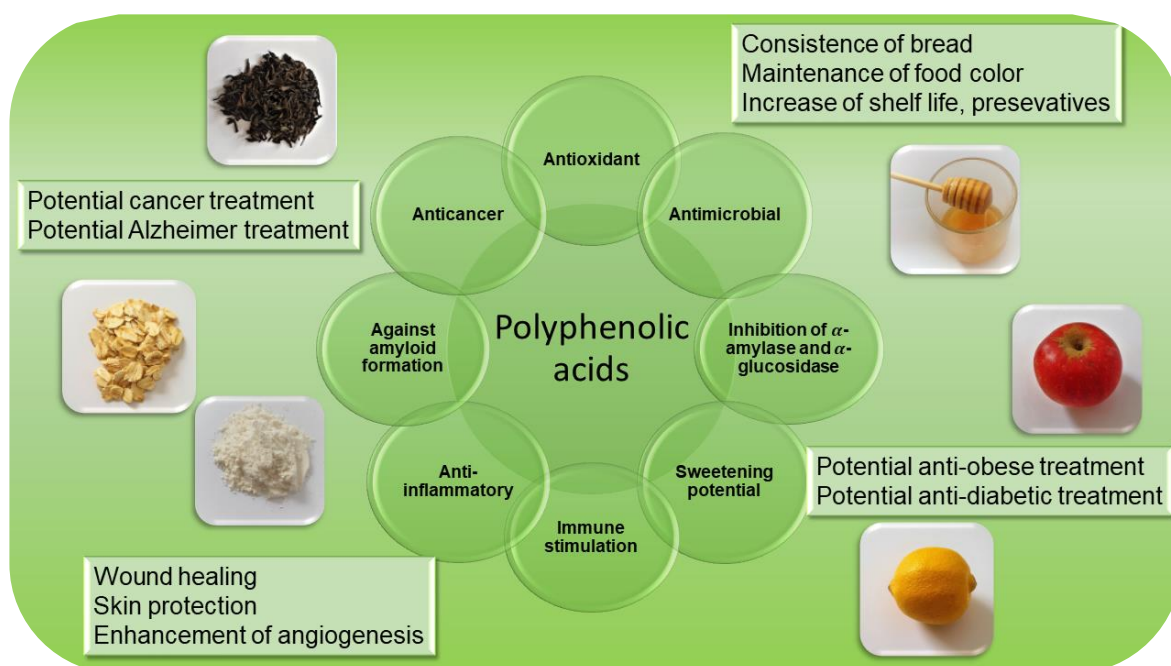 Consistence of bread
Maintenance of food color
Increase of shelf life, presevatives
Potential cancer treatment
Potential Alzheimer treatment
Antioxidant
Anticancer
Antimicrobial
Against
amyloid
formation
Polyphenolic
acids
Inhibition of α-
amylase and α-
glucosidase
Anti-
inflammatory
Sweetening
potential
Immune
stimulation
Potential anti-obese treatment
Potential anti-diabetic treatment
Wound healing
Skin protection
Enhancement of angiogenesis